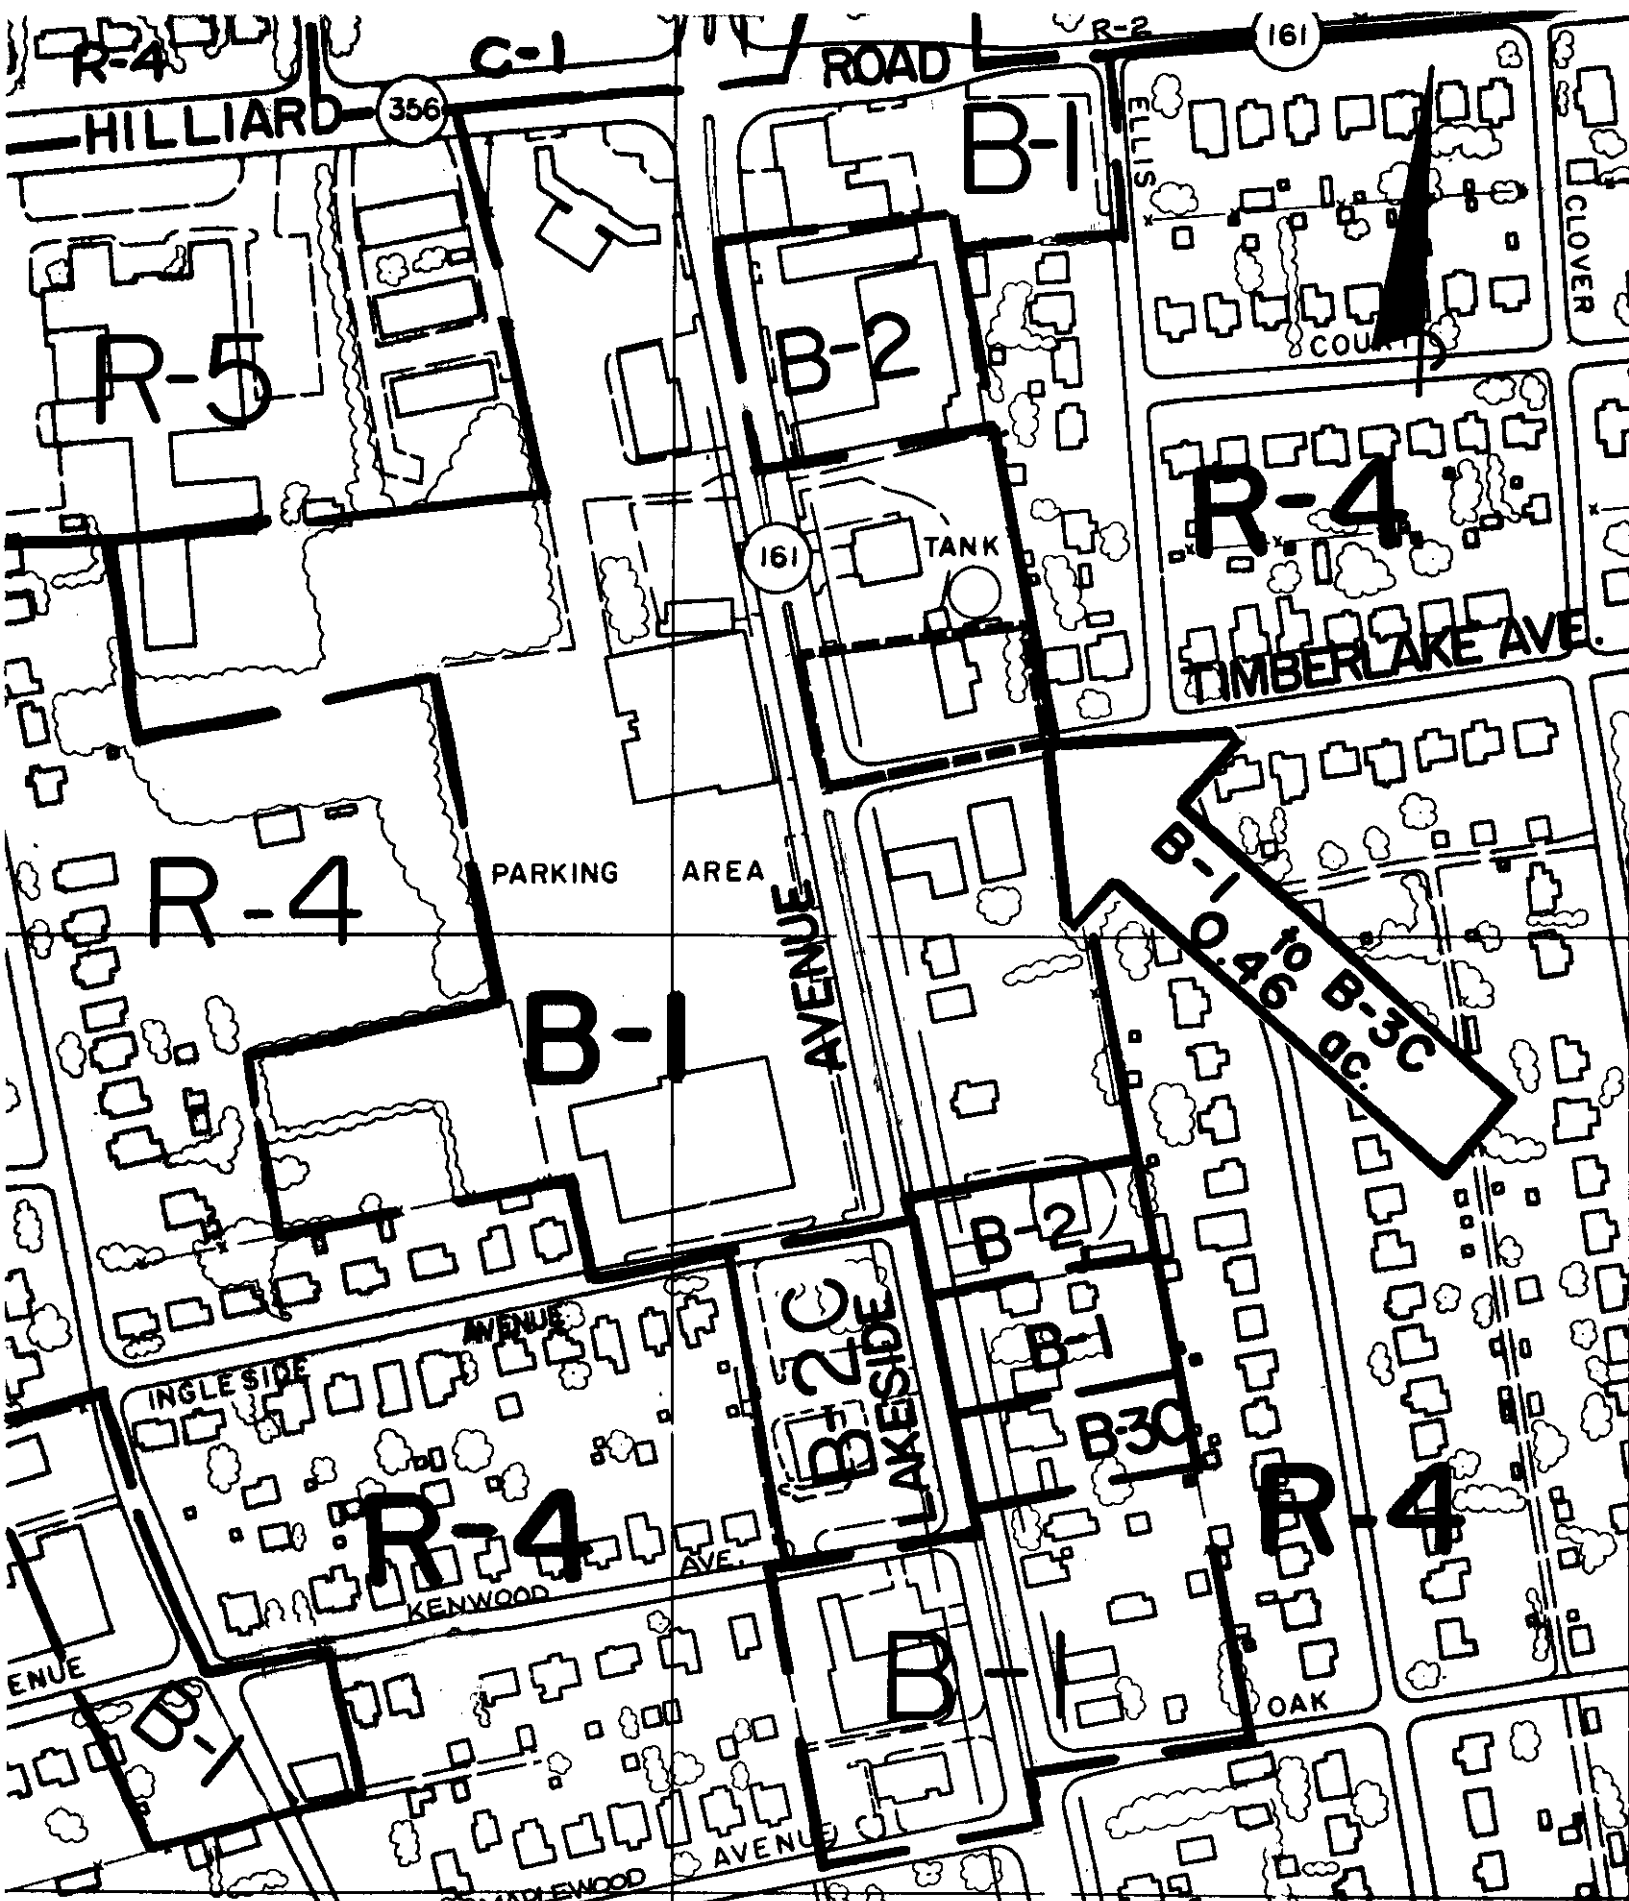 R-4
C-1
ROAD
R-2
161
HILLIARD
356
B-1
ELLIS
CLOVER
R-5
B-2
R-4
161
TANK
TIMBERLAKE AVE.
R-4
PARKING AREA
AVENUE
B-1 to B-3C
0.46 ac.
B-1
B-2
B-2C
LAKESIDE
B-1
AVENUE
INGLESIDE
B-3C
R-4
R-4
KENWOOD
AVE.
ENUE
B-1
B-1
OAK
AVENUE
MAPLEWOOD